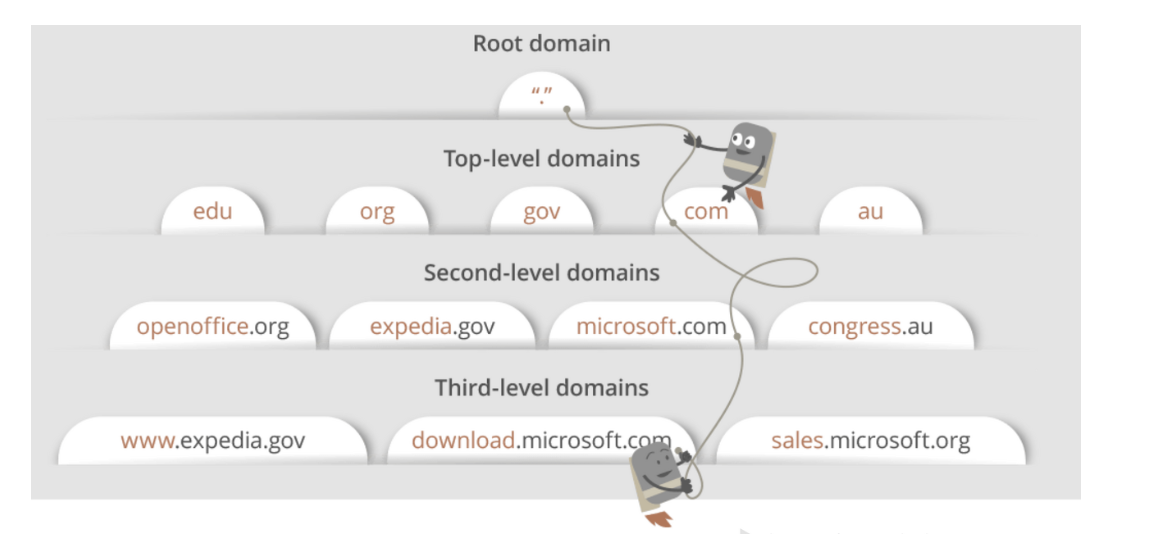 Root domain
“.”
Top-level domains
edu org gov com au
Second-level domains
openoffice.org expedia.gov microsoft.com congress.au
Third-level domains
www.expedia.gov download.microsoft.com sales.microsoft.org